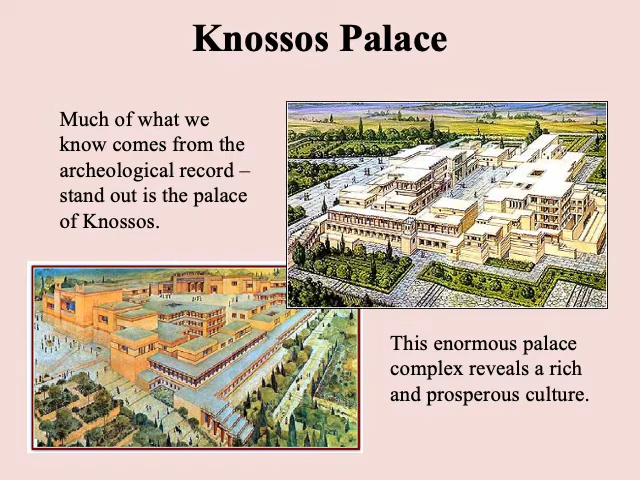 Knossos Palace
Much of what we
know comes from the
archeological record –
stand out is the palace
of Knossos.
This enormous palace
complex reveals a rich
and prosperous culture.